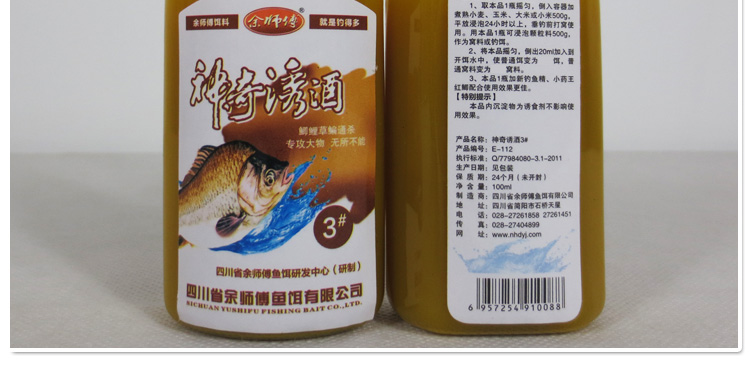 余师傅饵料
余师傅
®
就是钓得多
神奇诱酒
鲫鲤草鳊通杀
专攻大物 无所不能
3#
四川省余师傅鱼饵研发中心（研制）
四川省余师傅鱼饵有限公司
SICHUAN YUSHIFU FISHING BAIT CO.,LTD.
1、取本品1瓶摇匀，倒入容器加
煮熟小麦、玉米、大米或小米500g，
平放浸泡24小时以上，垂钓前打窝使
用。用本品1瓶可浸泡颗粒料500g，
作为窝料或钓饵。
2、将本品摇匀，倒出20ml加入到
开饵水中，使普通饵变为 饵，普
通窝料变为 窝料。
3、本品1瓶加新钓鱼精、小药王
红鲫配合使用效果更佳。
【特别提示】
本品内沉淀物为诱食剂不影响使
用效果。
产品名称：神奇诱酒3#
产品编号：E-112
执行标准：Q/77984080-3.1-2011
生产日期：见包装
保 质 期：24个月（未开封）
净 含 量：100ml
制 造 商：四川省余师傅鱼饵有限公司
地 址：四川省简阳市石桥天星
电 话：028-27261858 27261451
传 真：028-27404899
网 址：www.nhdyj.com
6 957254 910088